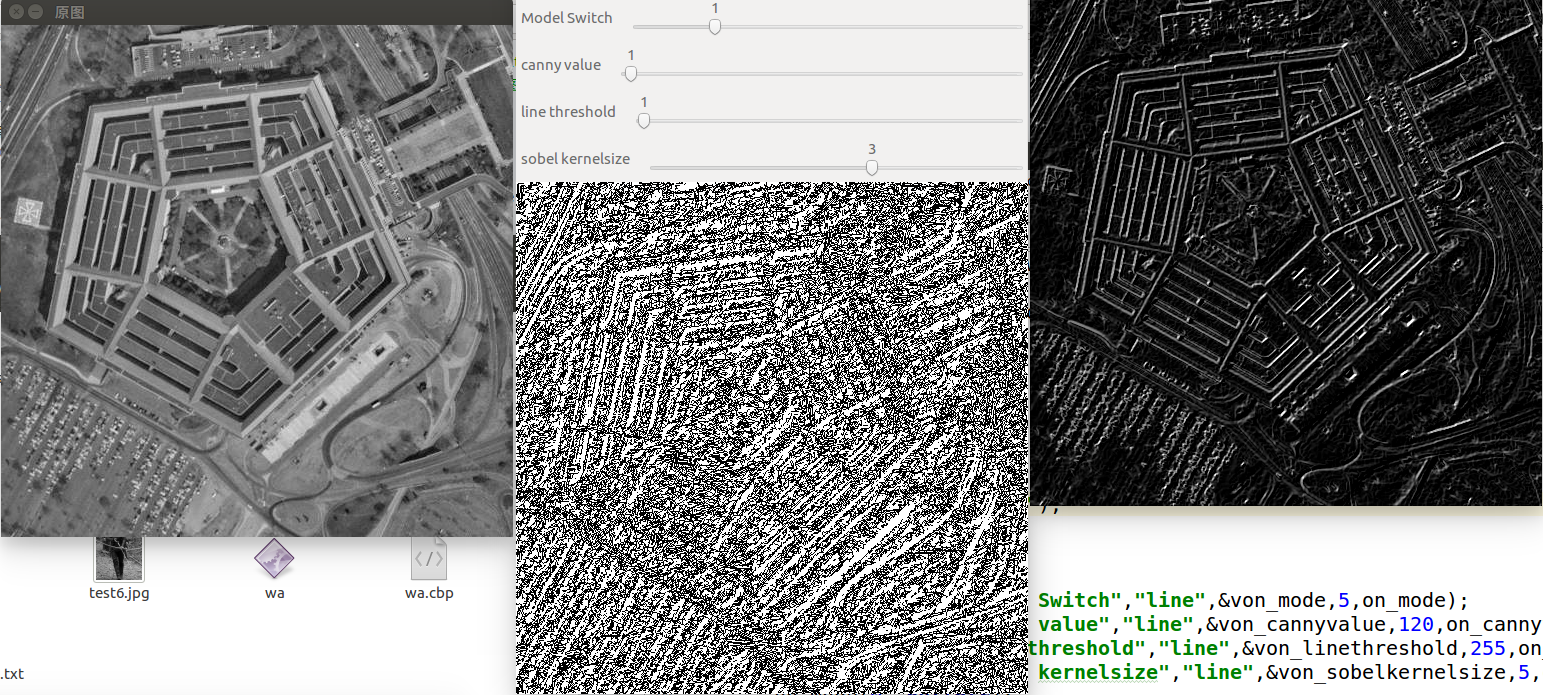 原图
Model Switch 1
canny value 1
line threshold 1
sobel kernelsize 3
test6.jpg
wa
wa.cbp
.txt
Switch","line",&von_mode,5,on_mode);
value","line",&von_cannyvalue,120,on_canny
threshold","line",&von_linethreshold,255,on_
kernelsize","line",&von_sobelkernelsize,5,